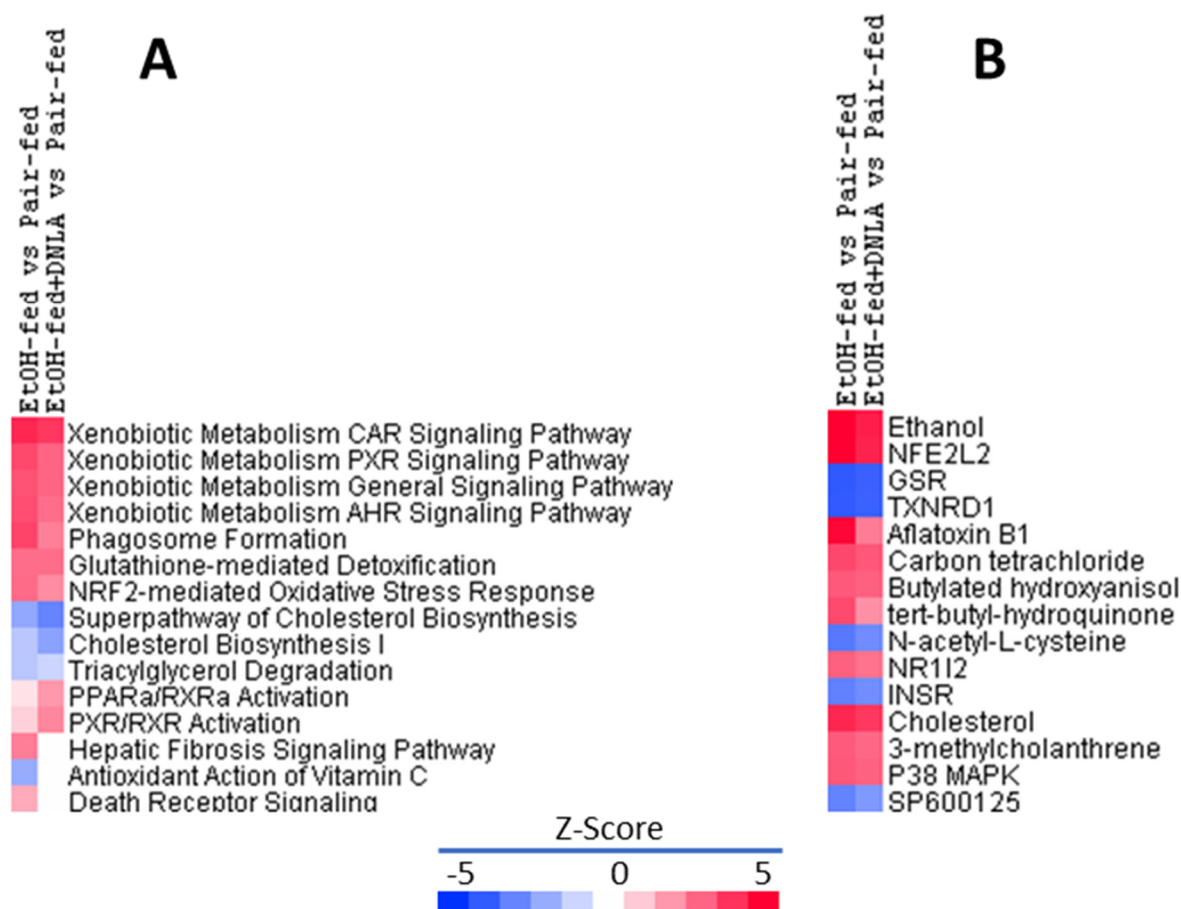 A
B
EtOH-fed vs Pair-fed
EtOH-fed+DNLA vs Pair-fed
EtOH-fed vs Pair-fed
EtOH-fed+DNLA vs Pair-fed
Xenobiotic Metabolism CAR Signaling Pathway
Xenobiotic Metabolism PXR Signaling Pathway
Xenobiotic Metabolism General Signaling Pathway
Xenobiotic Metabolism AHR Signaling Pathway
Phagosome Formation
Glutathione-mediated Detoxification
NRF2-mediated Oxidative Stress Response
Superpathway of Cholesterol Biosynthesis
Cholesterol Biosynthesis I
Triacylglycerol Degradation
PPARa/RXRa Activation
PXR/RXR Activation
Hepatic Fibrosis Signaling Pathway
Antioxidant Action of Vitamin C
Death Receptor Signaling
Ethanol
NFE2L2
GSR
TXNRD1
Aflatoxin B1
Carbon tetrachloride
Butylated hydroxyanisol
tert-butyl-hydroquinone
N-acetyl-L-cysteine
NR1I2
INSR
Cholesterol
3-methylcholanthrene
P38 MAPK
SP600125
Z-Score
-5 0 5